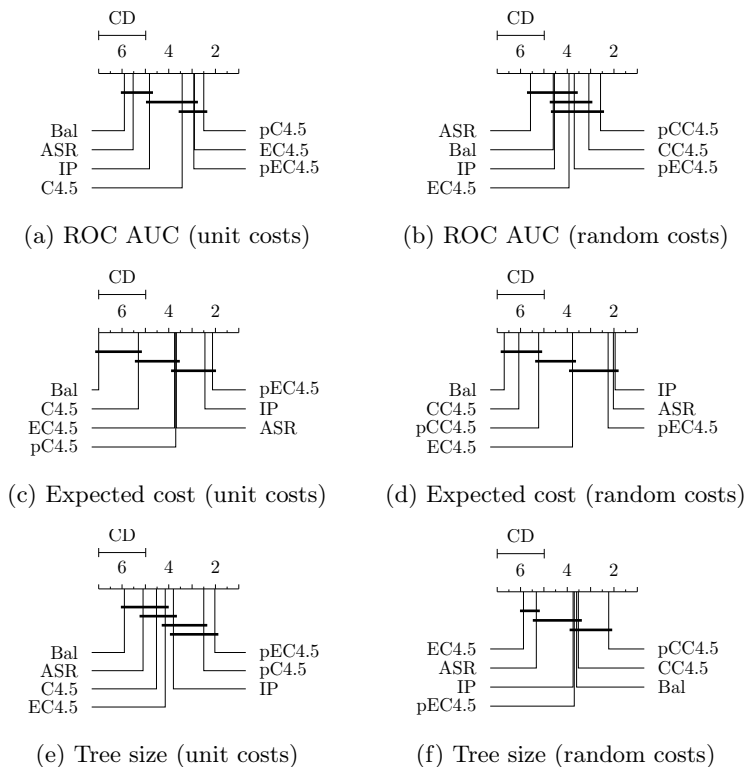 CD
6 4 2
Bal
ASR
IP
C4.5
pC4.5
EC4.5
pEC4.5
(a) ROC AUC (unit costs)
CD
6 4 2
ASR
Bal
IP
EC4.5
pCC4.5
CC4.5
pEC4.5
(b) ROC AUC (random costs)
CD
6 4 2
Bal
C4.5
EC4.5
pC4.5
pEC4.5
IP
ASR
(c) Expected cost (unit costs)
CD
6 4 2
Bal
CC4.5
pCC4.5
EC4.5
IP
ASR
pEC4.5
(d) Expected cost (random costs)
CD
6 4 2
Bal
ASR
C4.5
EC4.5
pEC4.5
pC4.5
IP
(e) Tree size (unit costs)
CD
6 4 2
EC4.5
ASR
IP
pEC4.5
pCC4.5
CC4.5
Bal
(f) Tree size (random costs)